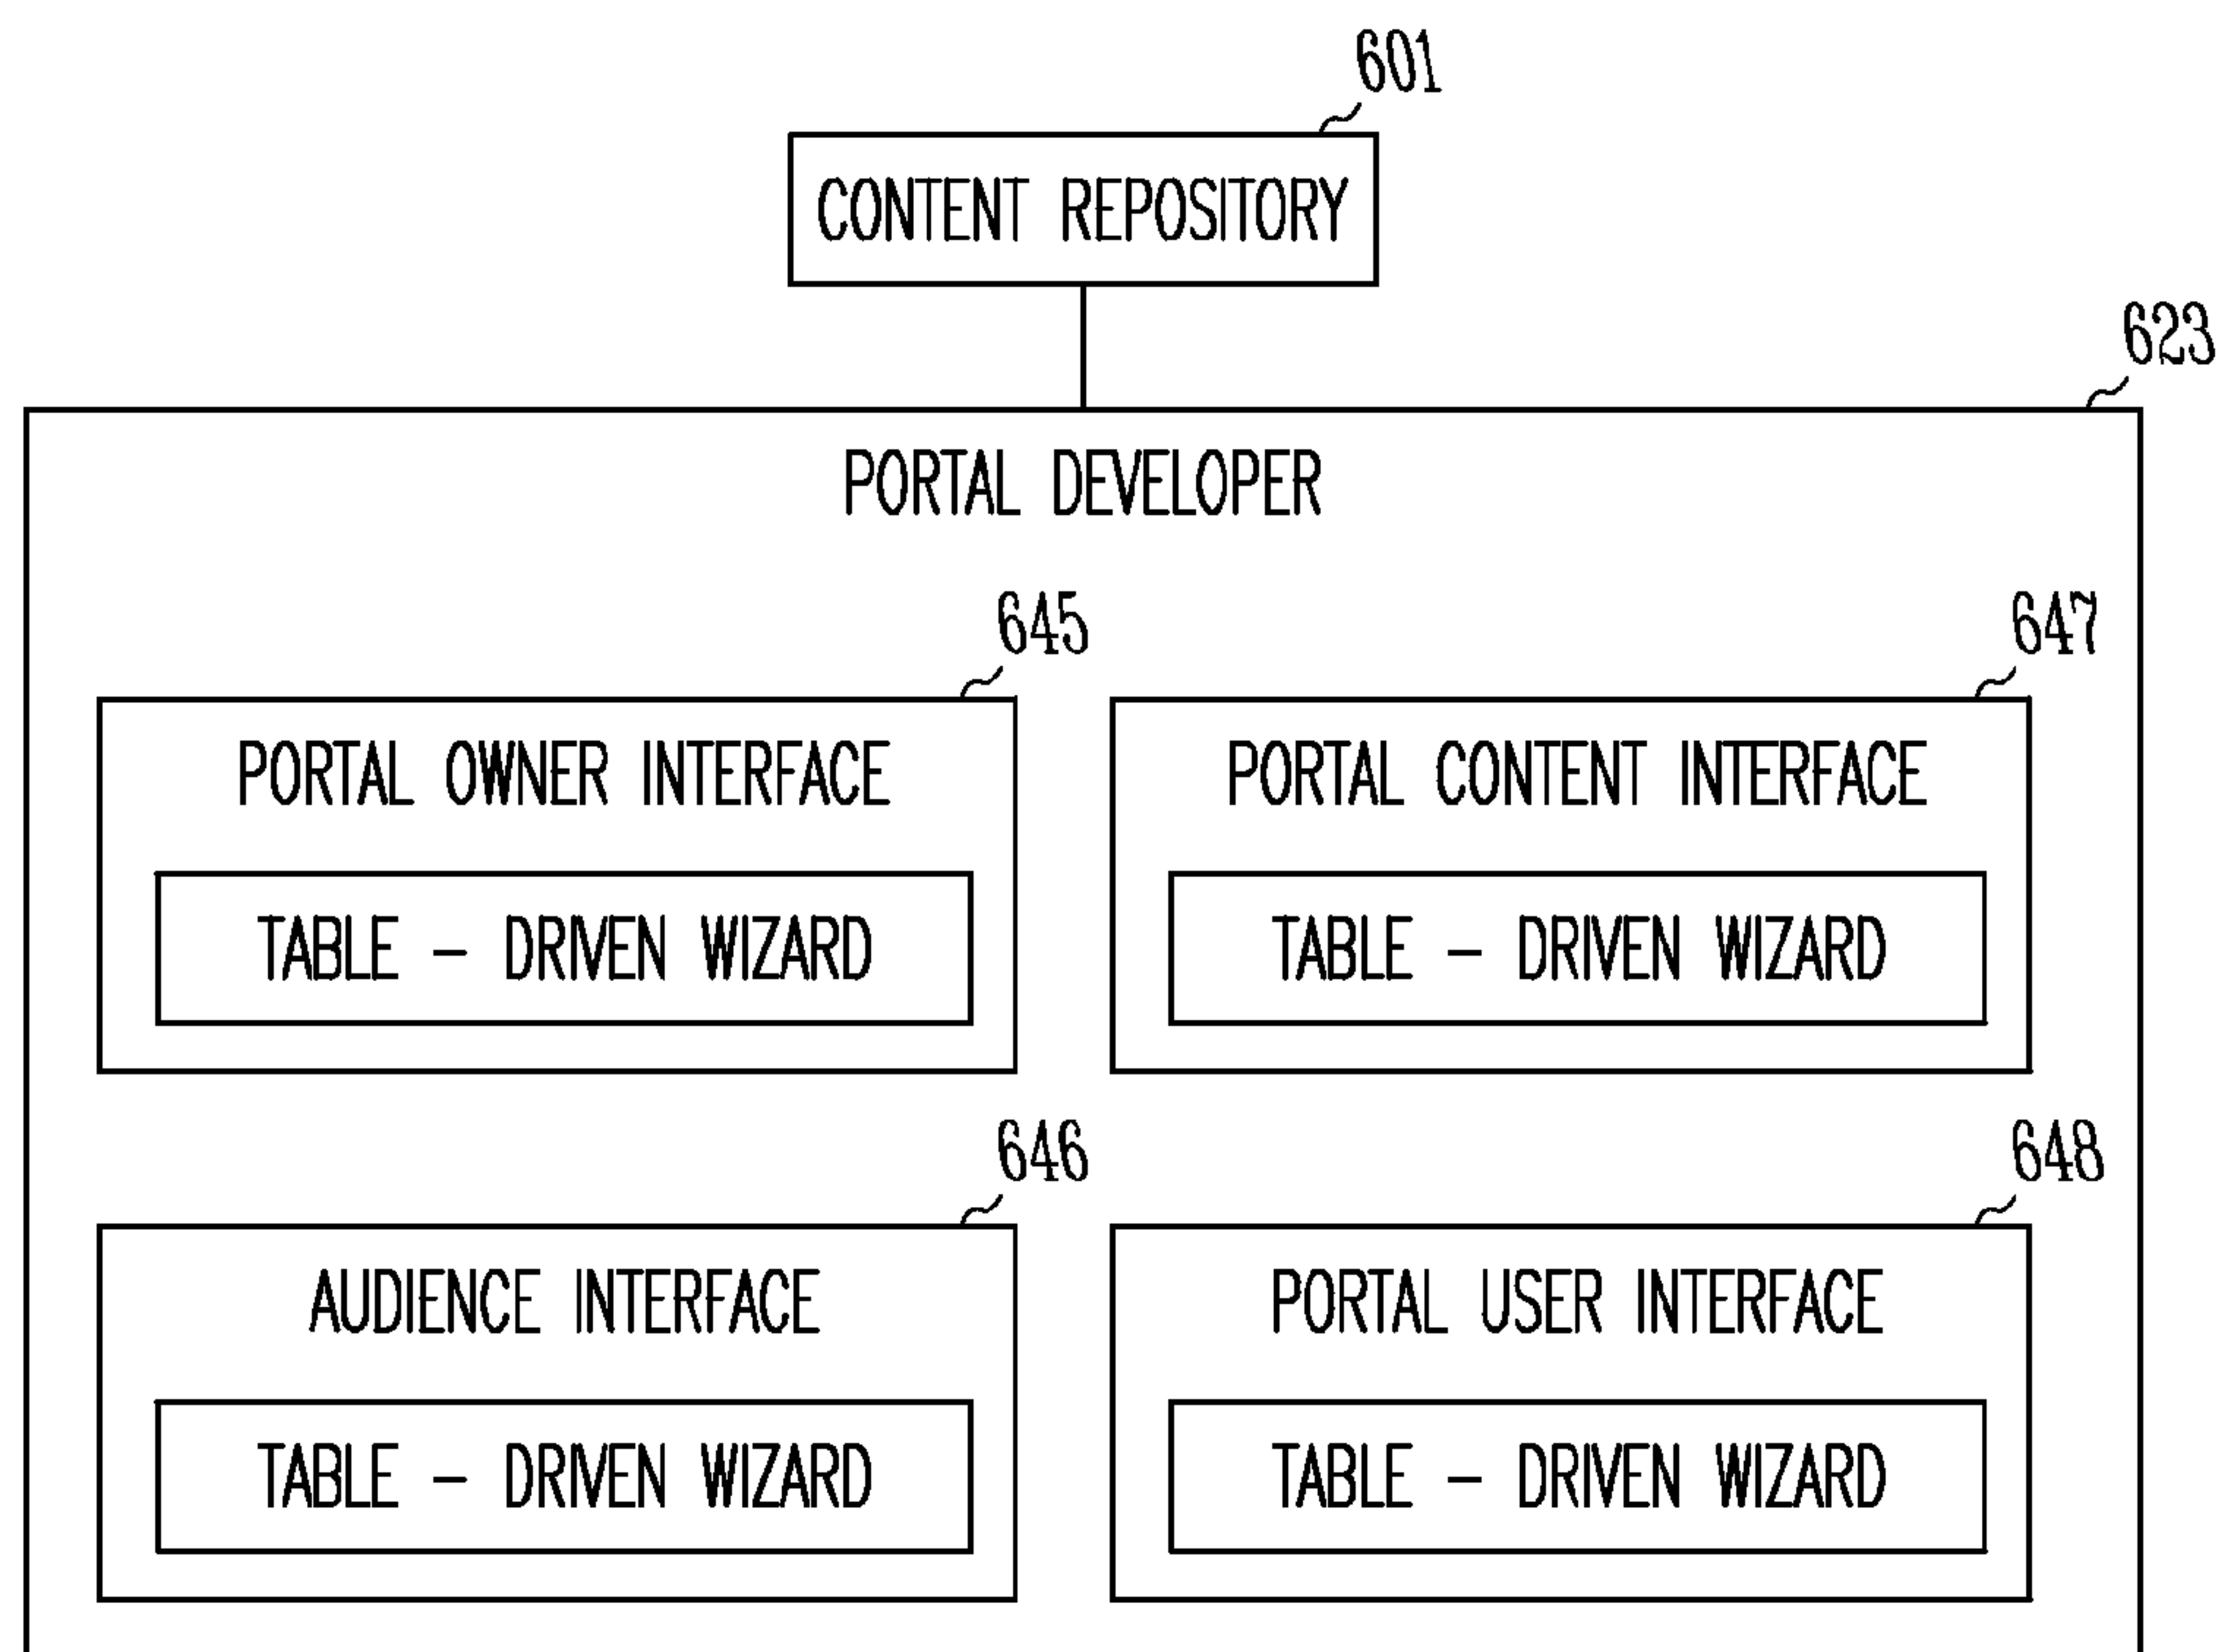 601
CONTENT REPOSITORY
623
PORTAL DEVELOPER
645
PORTAL OWNER INTERFACE
TABLE - DRIVEN WIZARD
647
PORTAL CONTENT INTERFACE
TABLE - DRIVEN WIZARD
646
AUDIENCE INTERFACE
TABLE - DRIVEN WIZARD
648
PORTAL USER INTERFACE
TABLE - DRIVEN WIZARD